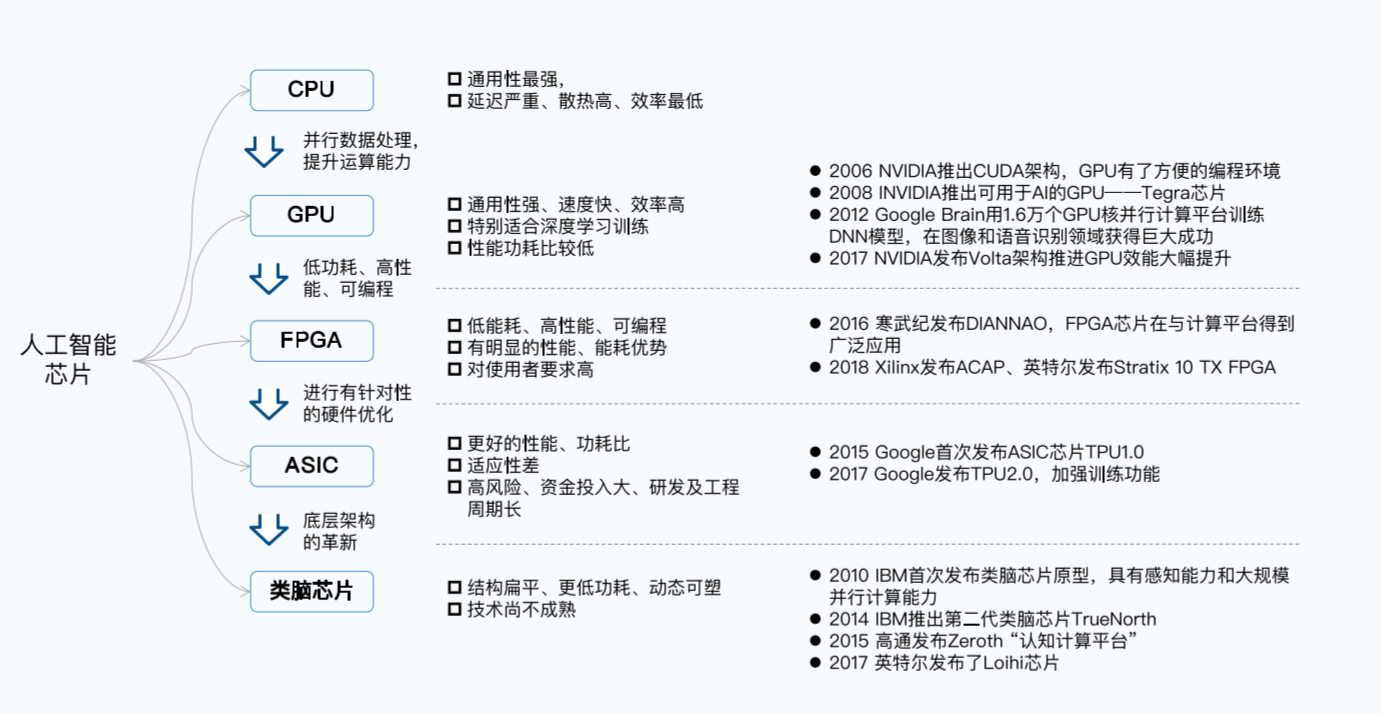 CPU
通用性最强，
延迟严重、散热高、效率最低
并行数据处理，
提升运算能力
GPU
通用性强、速度快、效率高
特别适合深度学习训练
性能功耗比较低
● 2006 NVIDIA推出CUDA架构，GPU有了方便的编程环境
● 2008 INVIDIA推出可用于AI的GPU——Tegra芯片
● 2012 Google Brain用1.6万个GPU核并行计算平台训练
DNN模型，在图像和语音识别领域获得巨大成功
● 2017 NVIDIA发布Volta架构推进GPU效能大幅提升
低功耗、高性
能、可编程
人工智能
芯片
FPGA
低能耗、高性能、可编程
有明显的性能、能耗优势
对使用者要求高
● 2016 寒武纪发布DIANNAO，FPGA芯片在与计算平台得到
广泛应用
● 2018 Xilinx发布ACAP、英特尔发布Stratix 10 TX FPGA
进行有针对性
的硬件优化
ASIC
更好的性能、功耗比
适应性差
高风险、资金投入大、研发及工程
周期长
● 2015 Google首次发布ASIC芯片TPU1.0
● 2017 Google发布TPU2.0，加强训练功能
底层架构
的革新
类脑芯片
结构扁平、更低功耗、动态可塑
技术尚不成熟
● 2010 IBM首次发布类脑芯片原型，具有感知能力和大规模
并行计算能力
● 2014 IBM推出第二代类脑芯片TrueNorth
● 2015 高通发布Zeroth“认知计算平台”
● 2017 英特尔发布了Loihi芯片